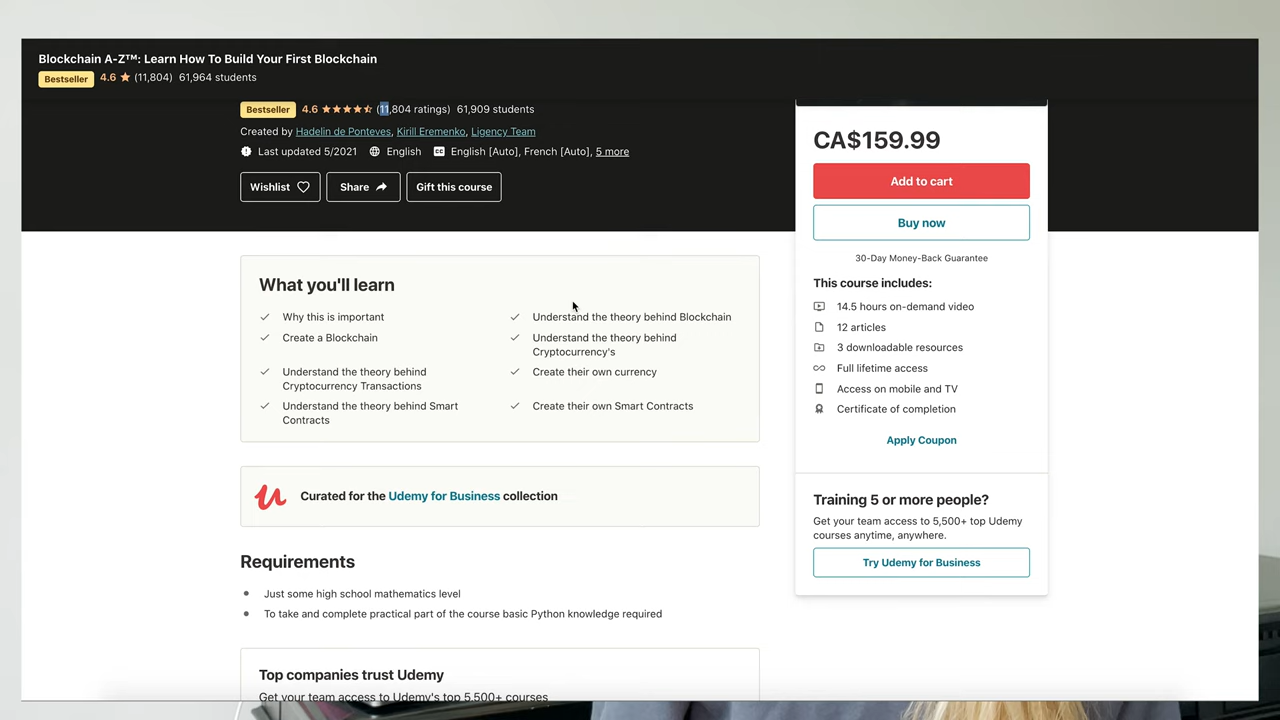 Blockchain A-Z™: Learn How To Build Your First Blockchain
Bestseller 4.6 (11,804) 61,964 students
Bestseller 4.6 (11,804 ratings) 61,909 students
Created by Hadelin de Ponteves, Kirill Eremenko, Ligency Team
Last updated 5/2021 English English [Auto], French [Auto], 5 more
Wishlist Share Gift this course
CA$159.99
Add to cart
Buy now
30-Day Money-Back Guarantee
This course includes:
14.5 hours on-demand video
12 articles
3 downloadable resources
Full lifetime access
Access on mobile and TV
Certificate of completion
Apply Coupon
Training 5 or more people?
Get your team access to 5,500+ top Udemy
courses anytime, anywhere.
Try Udemy for Business
What you'll learn
Why this is important
Understand the theory behind Blockchain
Create a Blockchain
Understand the theory behind
Cryptocurrency's
Understand the theory behind
Cryptocurrency Transactions
Create their own currency
Understand the theory behind Smart
Contracts
Create their own Smart Contracts
Curated for the Udemy for Business collection
Requirements
Just some high school mathematics level
To take and complete practical part of the course basic Python knowledge required
Top companies trust Udemy
Get your team access to Udemy's top 5,500+ courses